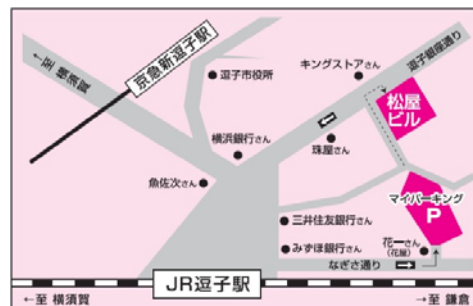 ↑至 横須賀
京急新逗子駅
逗子市役所
キングストアさん
逗子銀座通り
松屋
ビル
横浜銀行さん
珠屋さん
魚佐次さん
マイパーキング
P
三井住友銀行さん
みずほ銀行さん
花一さん
(花屋)
なぎさ通り
JR逗子駅
←至 横須賀
→至 鎌倉